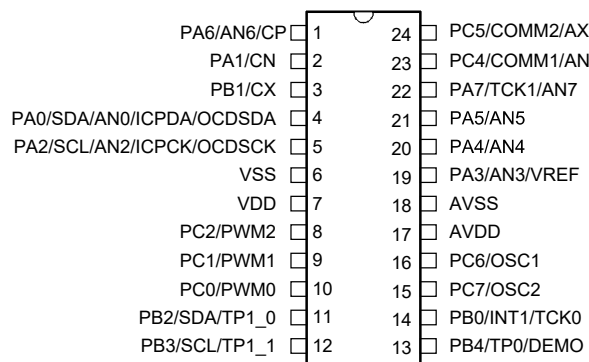 PA6/AN6/CP 1 24 PC5/COMM2/AX
PA1/CN 2 23 PC4/COMM1/AN
PB1/CX 3 22 PA7/TCK1/AN7
PA0/SDA/AN0/ICPDA/OCDSDA 4 21 PA5/AN5
PA2/SCL/AN2/ICPCK/OCDSCK 5 20 PA4/AN4
VSS 6 19 PA3/AN3/VREF
VDD 7 18 AVSS
PC2/PWM2 8 17 AVDD
PC1/PWM1 9 16 PC6/OSC1
PC0/PWM0 10 15 PC7/OSC2
PB2/SDA/TP1_0 11 14 PB0/INT1/TCK0
PB3/SCL/TP1_1 12 13 PB4/TP0/DEMO